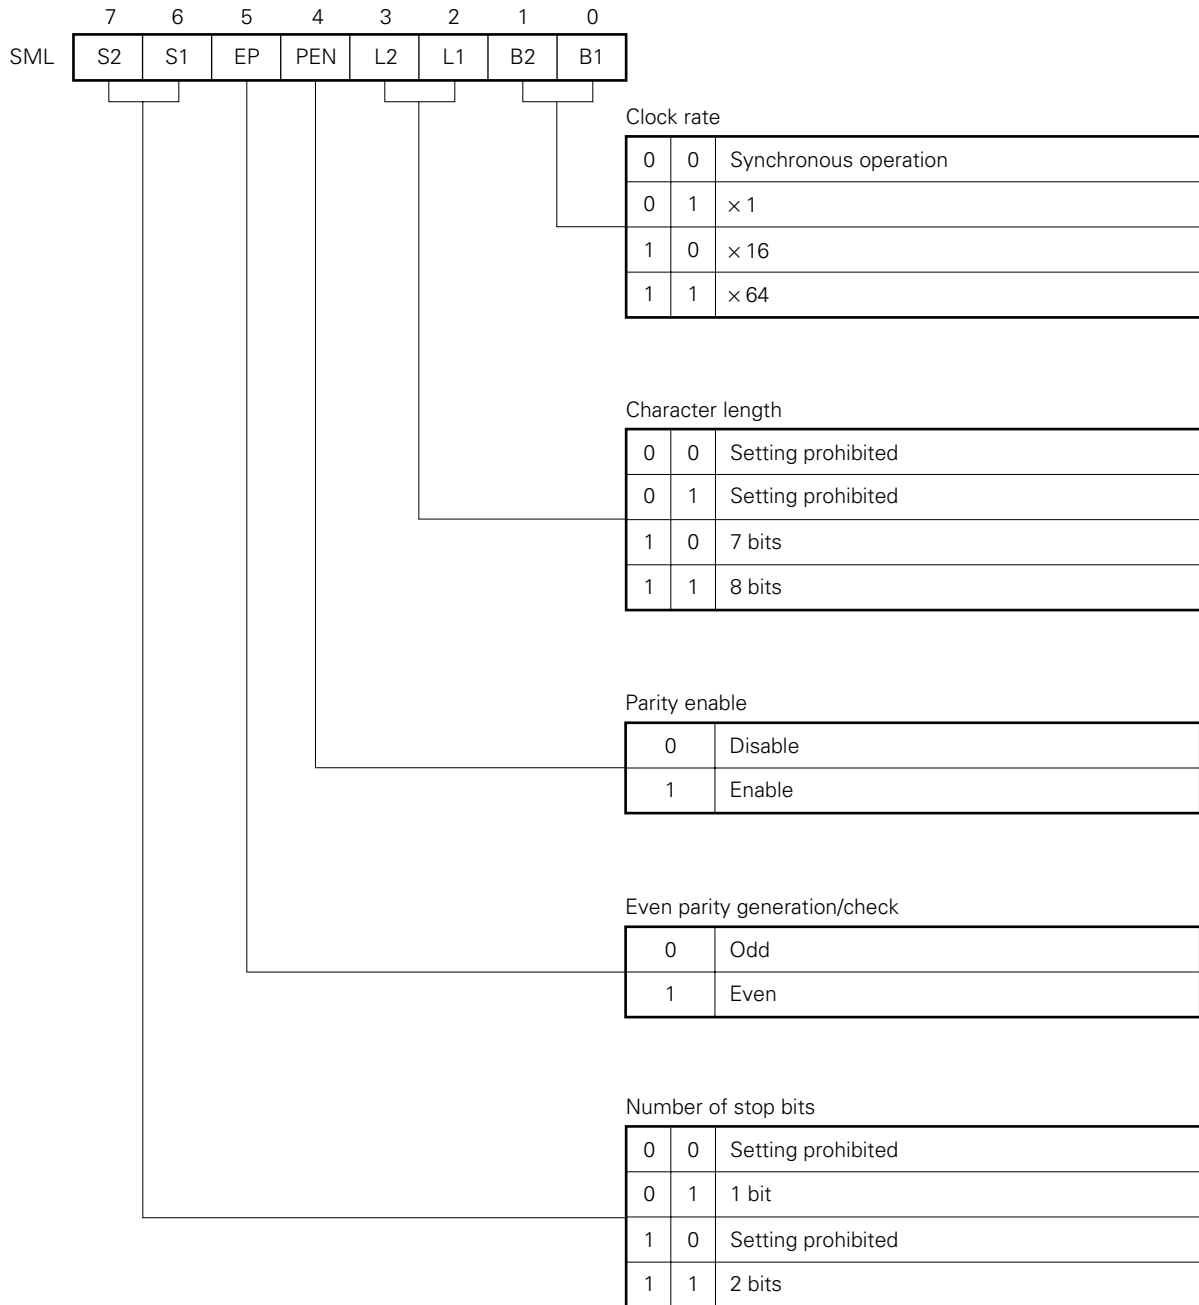 7 6 5 4 3 2 1 0
SML S2 S1 EP PEN L2 L1 B2 B1
Clock rate
0 0 Synchronous operation
0 1 × 1
1 0 × 16
1 1 × 64
Character length
0 0 Setting prohibited
0 1 Setting prohibited
1 0 7 bits
1 1 8 bits
Parity enable
0 Disable
1 Enable
Even parity generation/check
0 Odd
1 Even
Number of stop bits
0 0 Setting prohibited
0 1 1 bit
1 0 Setting prohibited
1 1 2 bits